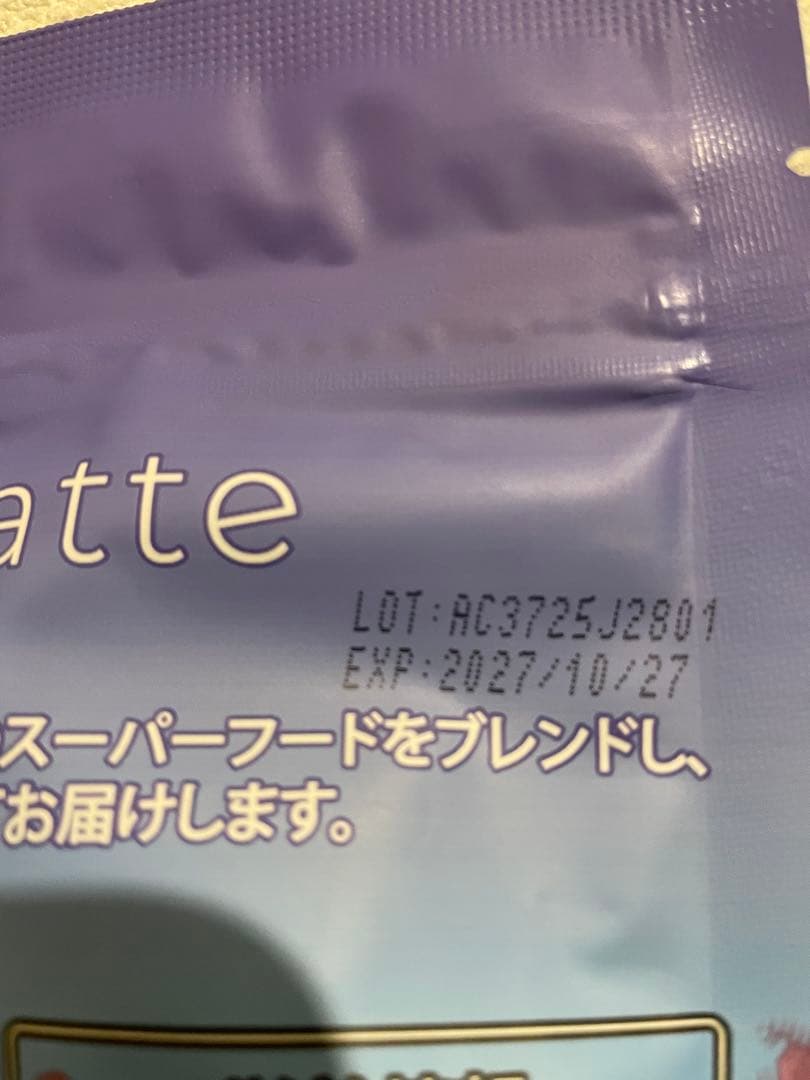 atte
LOT:AC3725J2801
EXP:2027/10/27
スーパーフードをブレンドし、
お届けします。